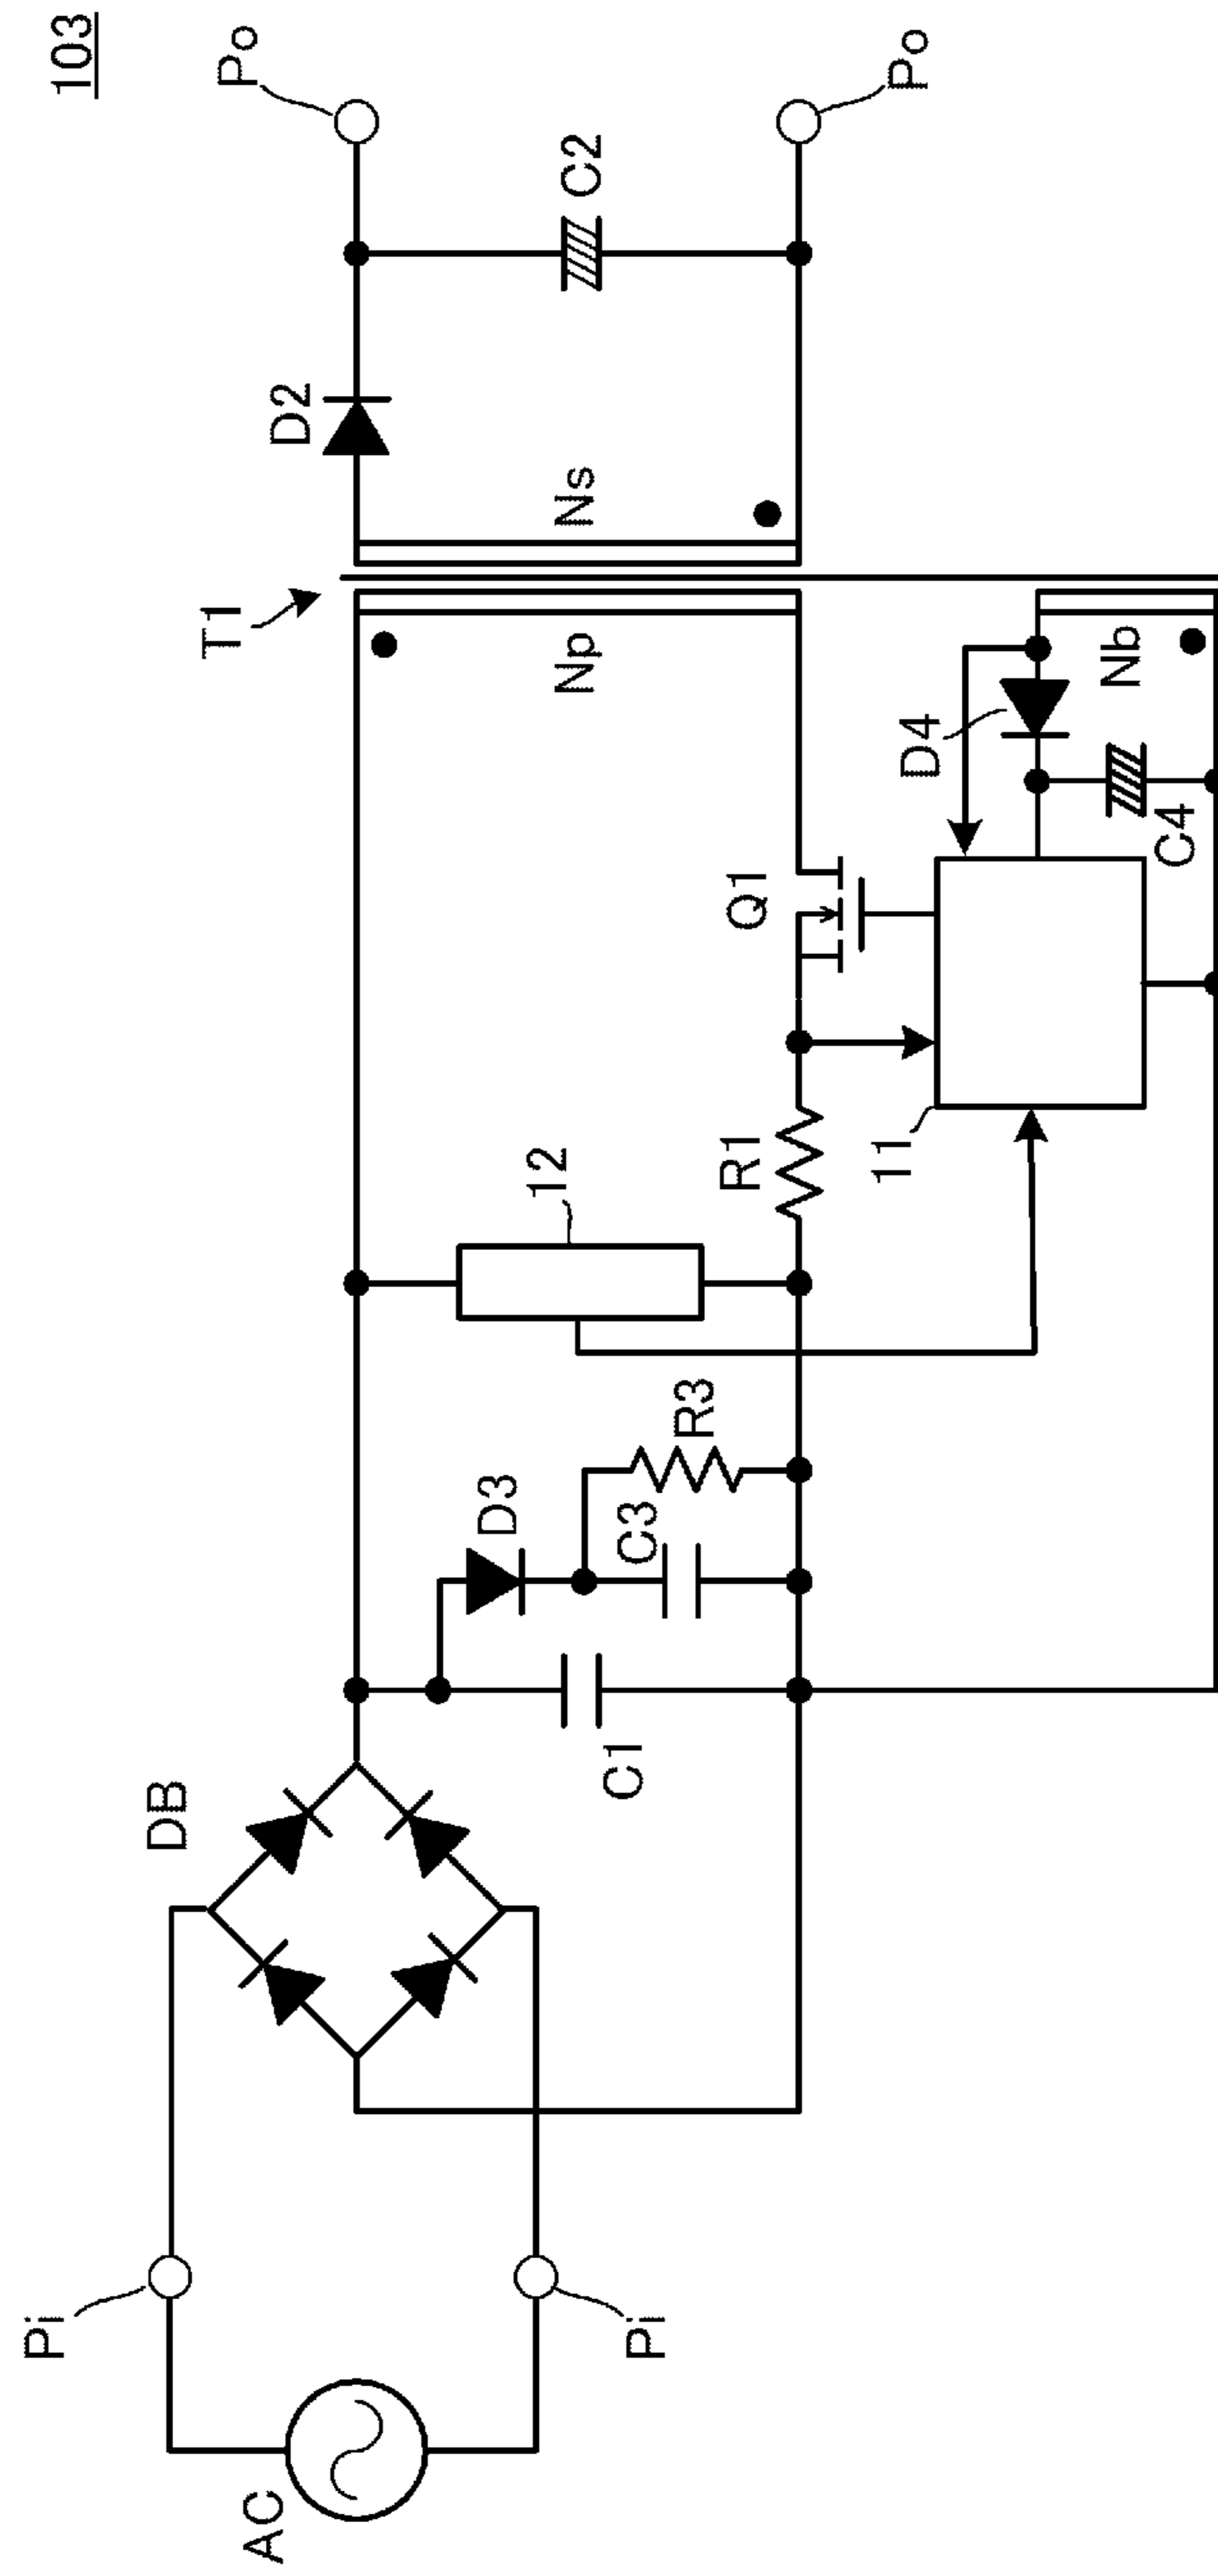 103
AC
Pi
Pi
DB
C1
D3
C3
R3
12
R1
11
Q1
D4
C4
T1
Np
Nb
Ns
D2
C2
Po
Po